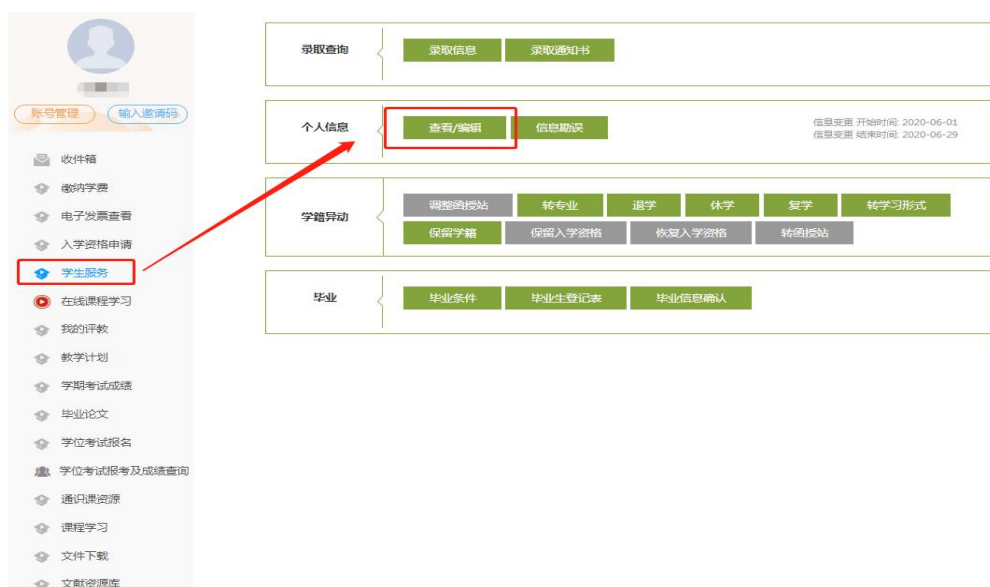 账号管理
输入邀请码
收件箱
缴纳学费
电子发票查看
入学资格申请
学生服务
在线课程学习
我的评教
教学计划
学期考试成绩
毕业论文
学位考试报名
学位考试报考及成绩查询
通识课资源
课程学习
文件下载
文献资源库
录取查询
录取信息
录取通知书
个人信息
查看/编辑
信息勘误
信息变更 开始时间: 2020-06-01
信息变更 结束时间: 2020-06-29
学籍异动
调整函授站
转专业
退学
休学
复学
转学习形式
保留学籍
保留入学资格
恢复入学资格
转函授站
毕业
毕业条件
毕业生登记表
毕业信息确认